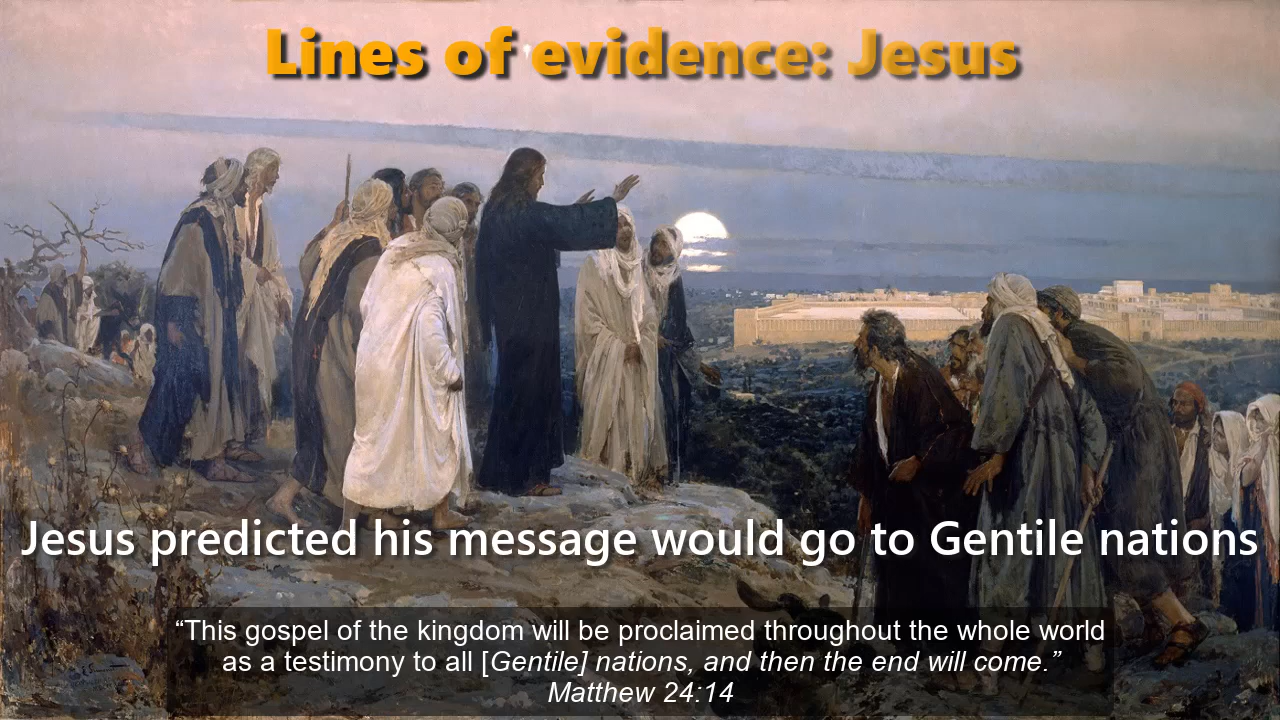 Lines of evidence: Jesus
Jesus predicted his message would go to Gentile nations
“This gospel of the kingdom will be proclaimed throughout the whole world
as a testimony to all [Gentile] nations, and then the end will come.”
Matthew 24:14